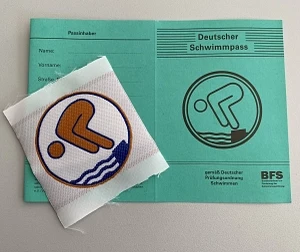 Passinhaber
Name:
Vorname:
Straße
Deutscher
Schwimmpass
gemäß Deutscher
Prüfungsordnung
Schwimmen
BFS